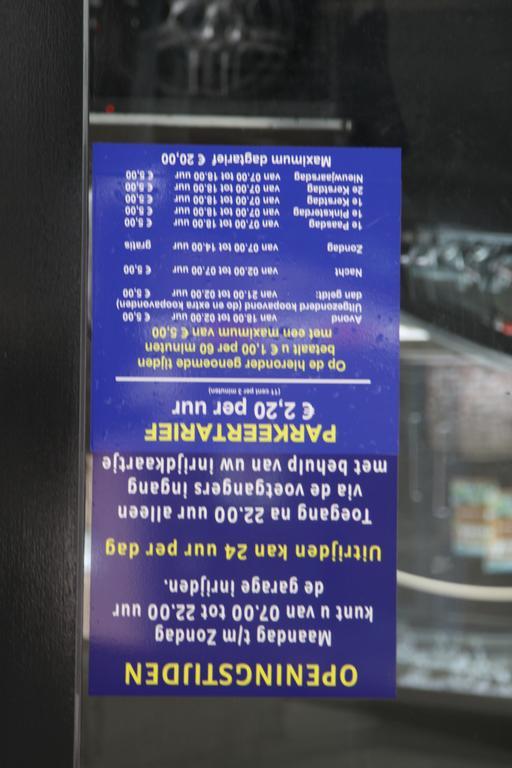 OPENINGSTIJDEN
Maandag t/m Zondag
kunt u van 07.00 tot 22.00 uur
de garage inrijden.
Uitrijden kan 24 uur per dag
Toegang na 22.00 uur alleen
via de voetgangers ingang
met behulp van uw inrijdkaartje
PARKEERTARIEF
€ 2,20 per uur
(11 cent per 3 minuten)
Op de hieronder genoemde tijden
betaalt u € 1,00 per 60 minuten
met een maximum van € 5,00
Avond van 18.00 tot 02.00 uur € 5,00
Uitgezonderd koopavond (de en extra koopavonden)
dan geldt: van 21.00 tot 02.00 uur € 5,00
Nacht van 02.00 tot 07.00 uur € 5,00
Zondag van 07.00 tot 14.00 uur gratis
1e Paasdag van 07.00 tot 18.00 uur € 5,00
1e Pinksterdag van 07.00 tot 18.00 uur € 5,00
1e Kerstdag van 07.00 tot 18.00 uur € 5,00
2e Kerstdag van 07.00 tot 18.00 uur € 5,00
Nieuwjaarsdag van 07.00 tot 18.00 uur € 5,00
Maximum dagtarief € 20,00